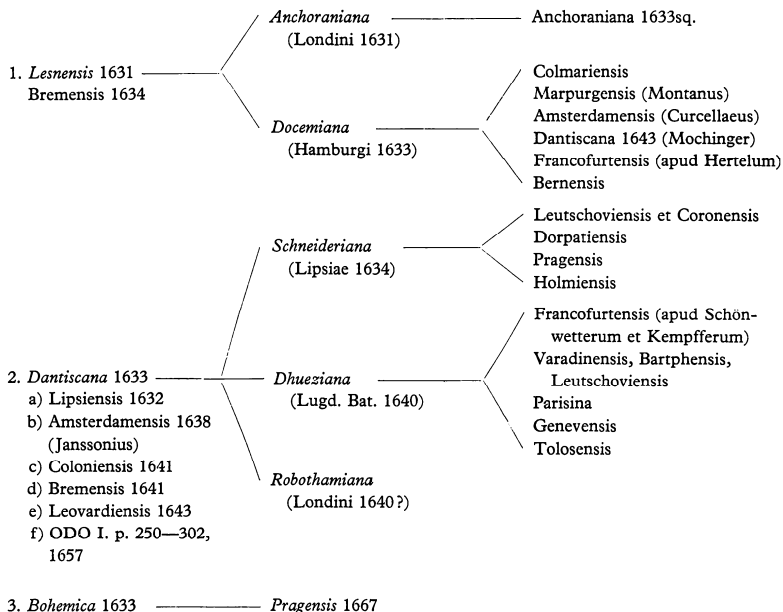 Anchoraniana
(Londini 1631)
Anchoraniana 1633sq.
1. Lesnensis 1631
Bremensis 1634
Docemiana
(Hamburgi 1633)
Colmariensis
Marpurgensis (Montanus)
Amsterdamensis (Curcellaeus)
Dantiscana 1643 (Mochinger)
Francofurtensis (apud Hertelum)
Bernensis
Schneideriana
(Lipsiae 1634)
Leutschoviensis et Coronensis
Dorpatiensis
Pragensis
Holmiensis
2. Dantiscana 1633
a) Lipsiensis 1632
b) Amsterdamensis 1638
(Janssonius)
c) Coloniensis 1641
d) Bremensis 1641
e) Leovardiensis 1643
f) ODO I. p. 250—302,
1657
Dhueziana
(Lugd. Bat. 1640)
Francofurtensis (apud Schön-
wetterum et Kempfferum)
Varadinensis, Bartphensis,
Leutschoviensis
Parisina
Genevensis
Tolosensis
Robothamiana
(Londini 1640?)
3. Bohemica 1633
Pragensis 1667